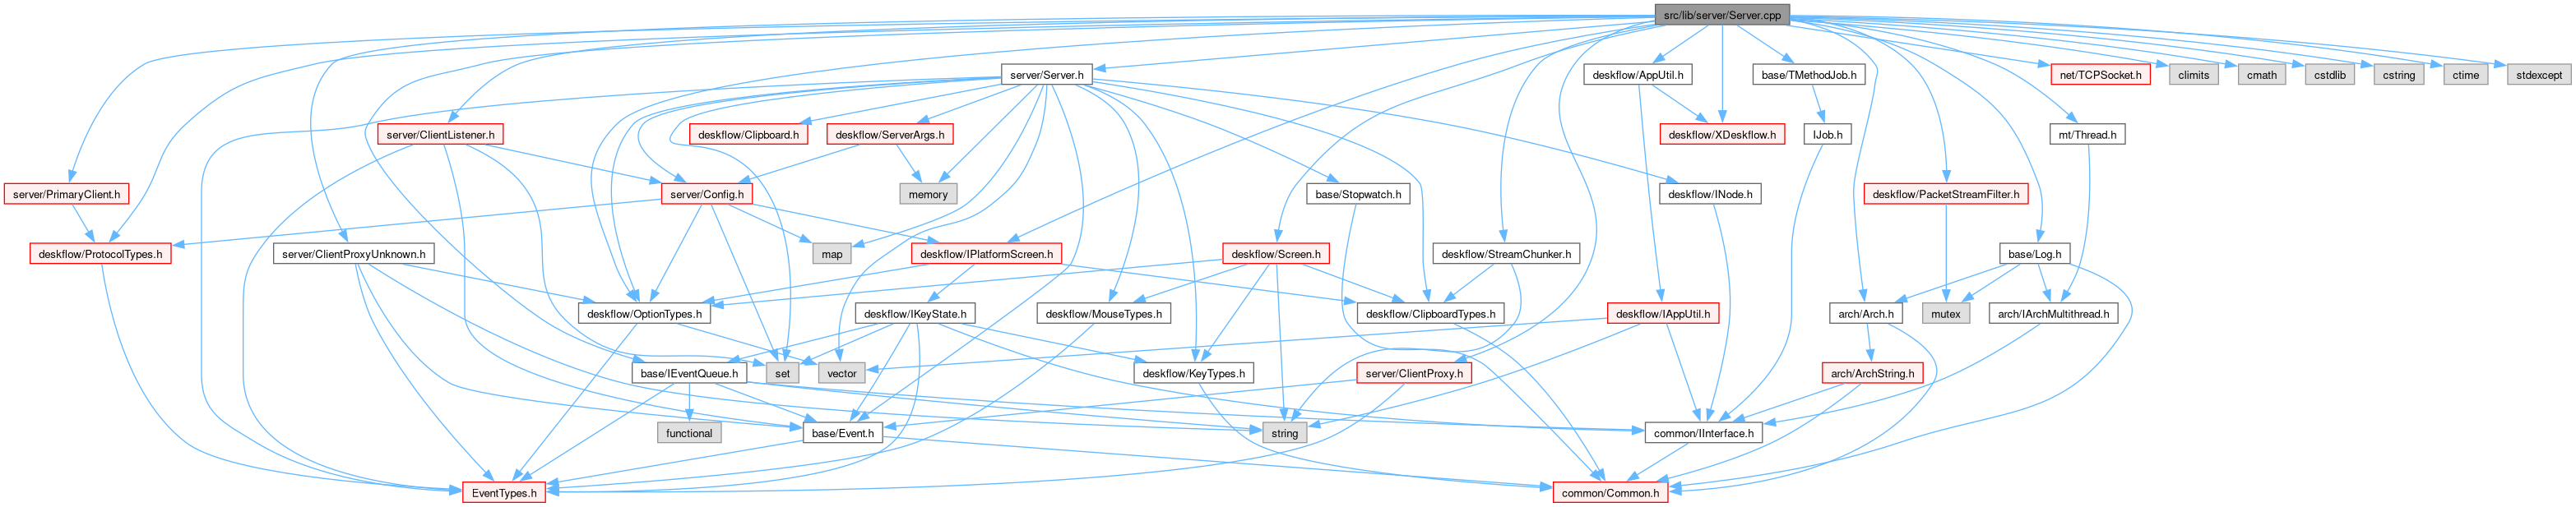 src/lib/server/Server.cpp
server/Server.h
deskflow/AppUtil.h
base/TMethodJob.h
net/TCPSocket.h
climits
cmath
cstdlib
cstring
ctime
stdexcept
server/ClientListener.h
deskflow/Clipboard.h
deskflow/ServerArgs.h
deskflow/XDeskflow.h
IJob.h
mt/Thread.h
server/PrimaryClient.h
server/Config.h
memory
base/Stopwatch.h
deskflow/INode.h
deskflow/PacketStreamFilter.h
deskflow/ProtocolTypes.h
server/ClientProxyUnknown.h
map
deskflow/IPlatformScreen.h
deskflow/Screen.h
deskflow/StreamChunker.h
base/Log.h
deskflow/OptionTypes.h
deskflow/IKeyState.h
deskflow/MouseTypes.h
deskflow/ClipboardTypes.h
deskflow/IAppUtil.h
arch/Arch.h
mutex
arch/IArchMultithread.h
base/IEventQueue.h
set
vector
deskflow/KeyTypes.h
server/ClientProxy.h
arch/ArchString.h
functional
base/Event.h
string
common/IInterface.h
EventTypes.h
common/Common.h